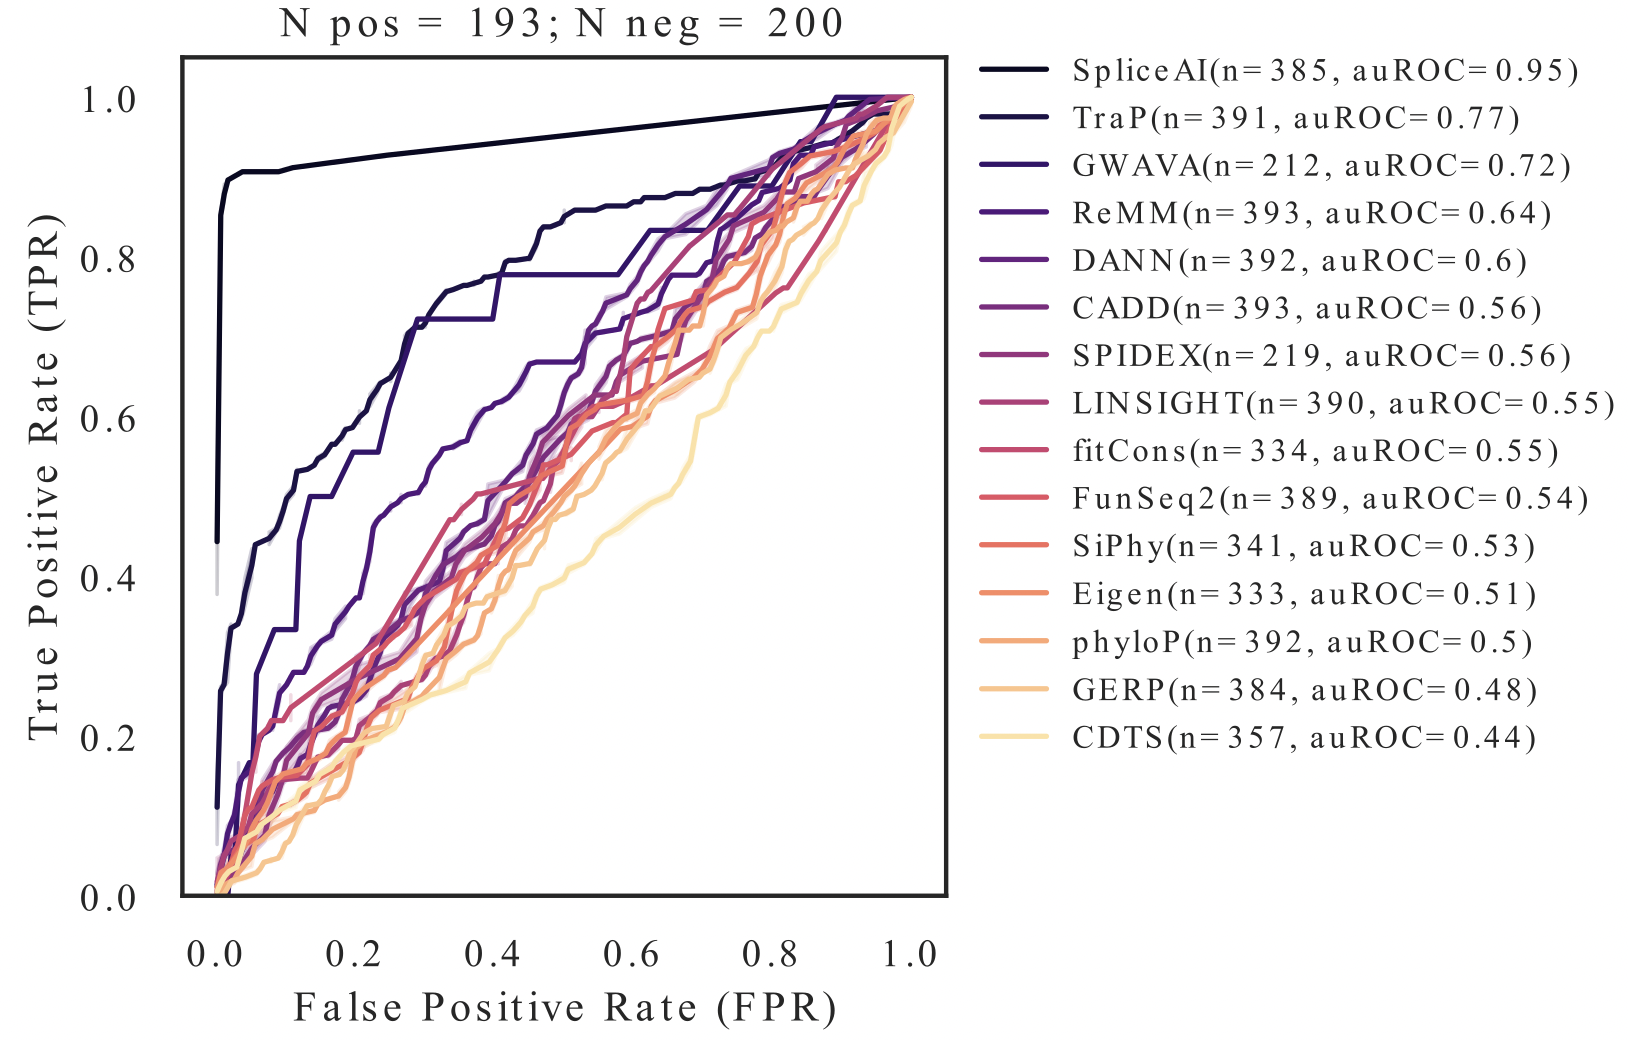 N pos = 193; N neg = 200
True Positive Rate (TPR)
1.0
0.8
0.6
0.4
0.2
0.0
0.0 0.2 0.4 0.6 0.8 1.0
False Positive Rate (FPR)
SpliceAI(n=385, auROC=0.95)
TraP(n=391, auROC=0.77)
GWAVA(n=212, auROC=0.72)
ReMM(n=393, auROC=0.64)
DANN(n=392, auROC=0.6)
CADD(n=393, auROC=0.56)
SPIDEX(n=219, auROC=0.56)
LINSIGHT(n=390, auROC=0.55)
fitCons(n=334, auROC=0.55)
FunSeq2(n=389, auROC=0.54)
SiPhy(n=341, auROC=0.53)
Eigen(n=333, auROC=0.51)
phyloP(n=392, auROC=0.5)
GERP(n=384, auROC=0.48)
CDTS(n=357, auROC=0.44)